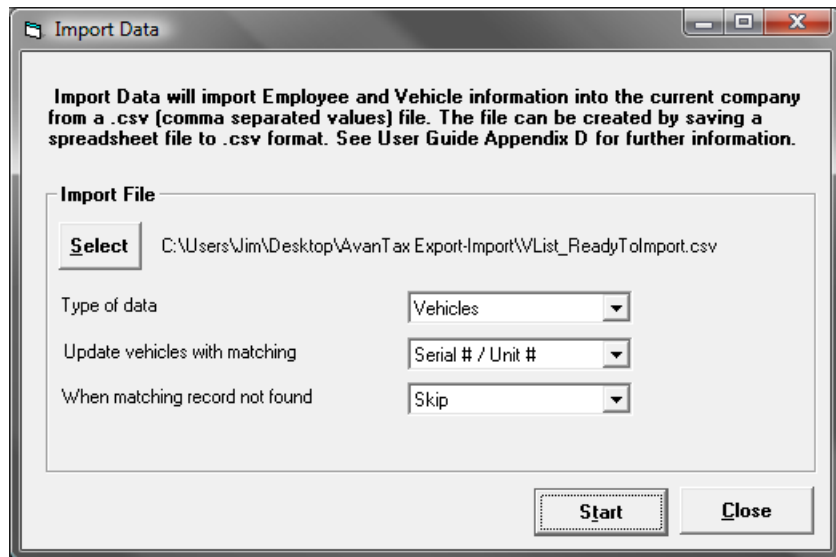 Import Data
Import Data will import Employee and Vehicle information into the current company
from a .csv (comma separated values) file. The file can be created by saving a
spreadsheet file to .csv format. See User Guide Appendix D for further information.
Import File
Select C:\Users\Jim\Desktop\AvanTax Export-Import\VList_ReadyToImport.csv
Type of data Vehicles
Update vehicles with matching Serial # / Unit #
When matching record not found Skip
Start Close